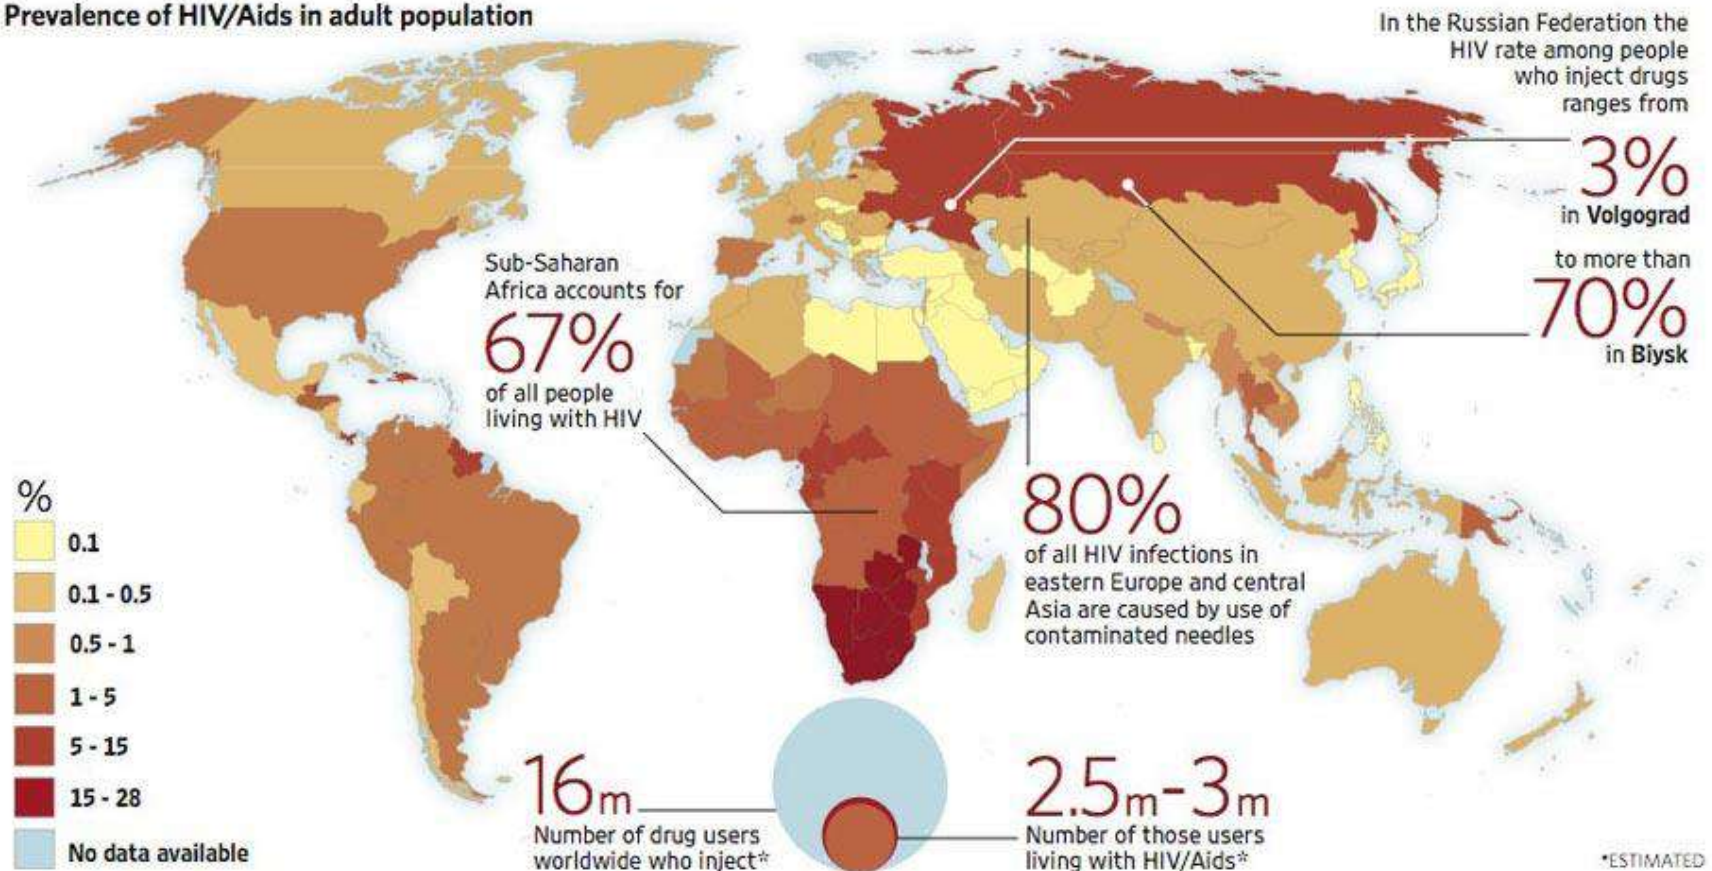 Prevalence of HIV/Aids in adult population
In the Russian Federation the
HIV rate among people
who inject drugs
ranges from
3%
in Volgograd
to more than
70%
in Biysk
Sub-Saharan
Africa accounts for
67%
of all people
living with HIV
80%
of all HIV infections in
eastern Europe and central
Asia are caused by use of
contaminated needles
%
0.1
0.1 - 0.5
0.5 - 1
1 - 5
5 - 15
15 - 28
No data available
16m
Number of drug users
worldwide who inject*
2.5m-3m
Number of those users
living with HIV/Aids*
*ESTIMATED